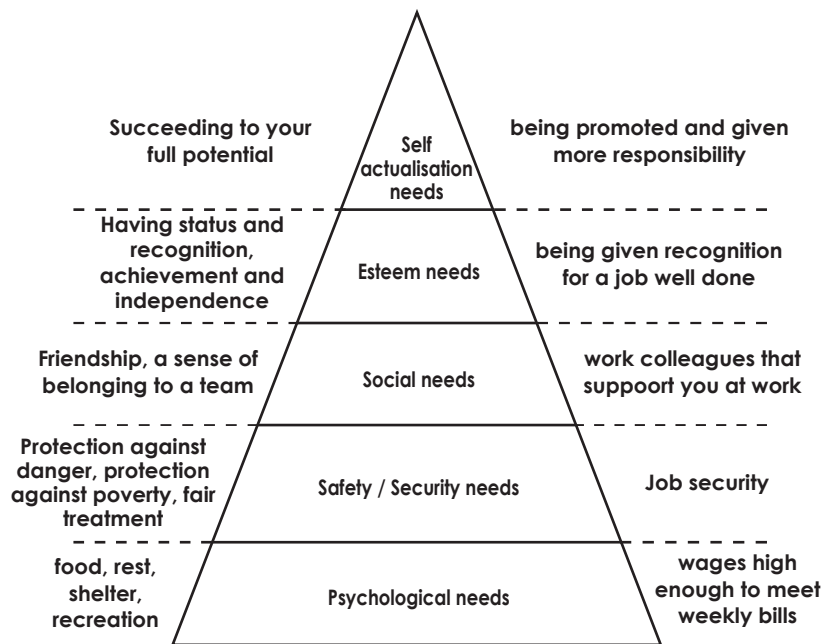 Succeeding to your
full potential
Self
actualisation
needs
being promoted and given
more responsibility
Having status and
recognition,
achievement and
independence
Esteem needs
being given recognition
for a job well done
Friendship, a sense of
belonging to a team
Social needs
work colleagues that
suppoort you at work
Protection against
danger, protection
against poverty, fair
treatment
Safety / Security needs
Job security
food, rest,
shelter,
recreation
Psychological needs
wages high
enough to meet
weekly bills